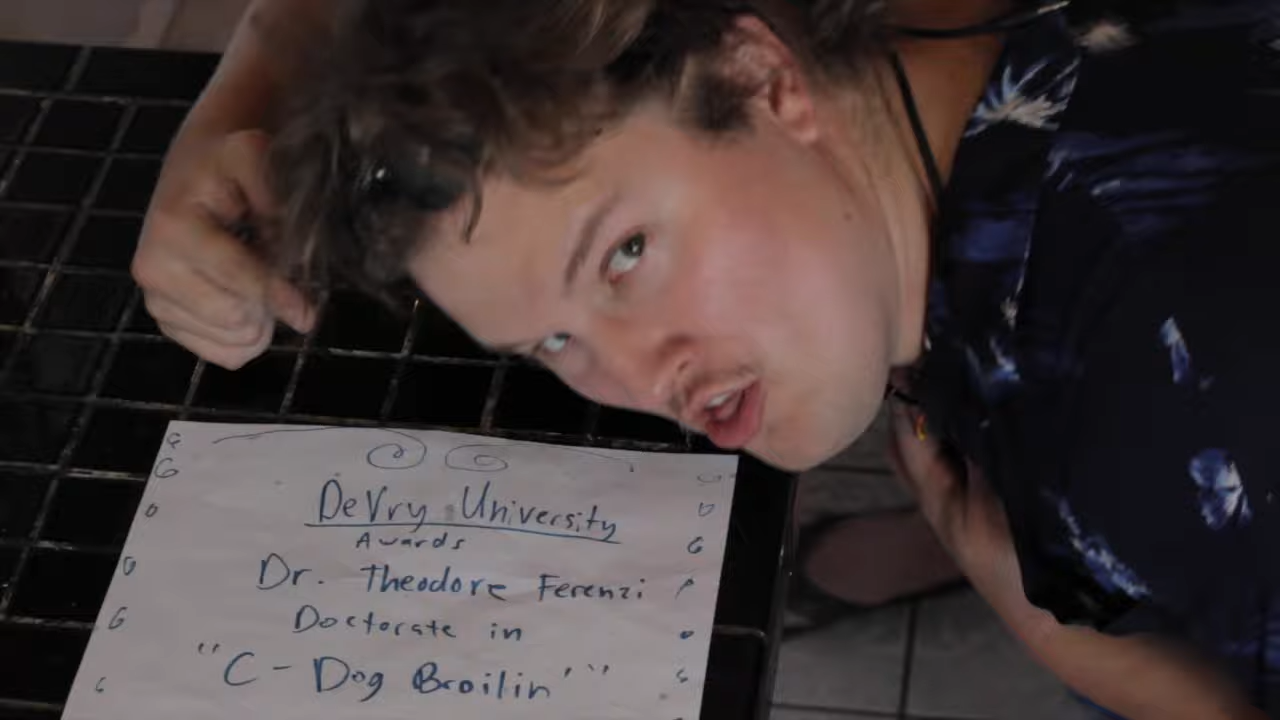 DeVry University
Awards
Dr. Theodore Ferenzi
Doctorate in
"C-Dog Broilin'"